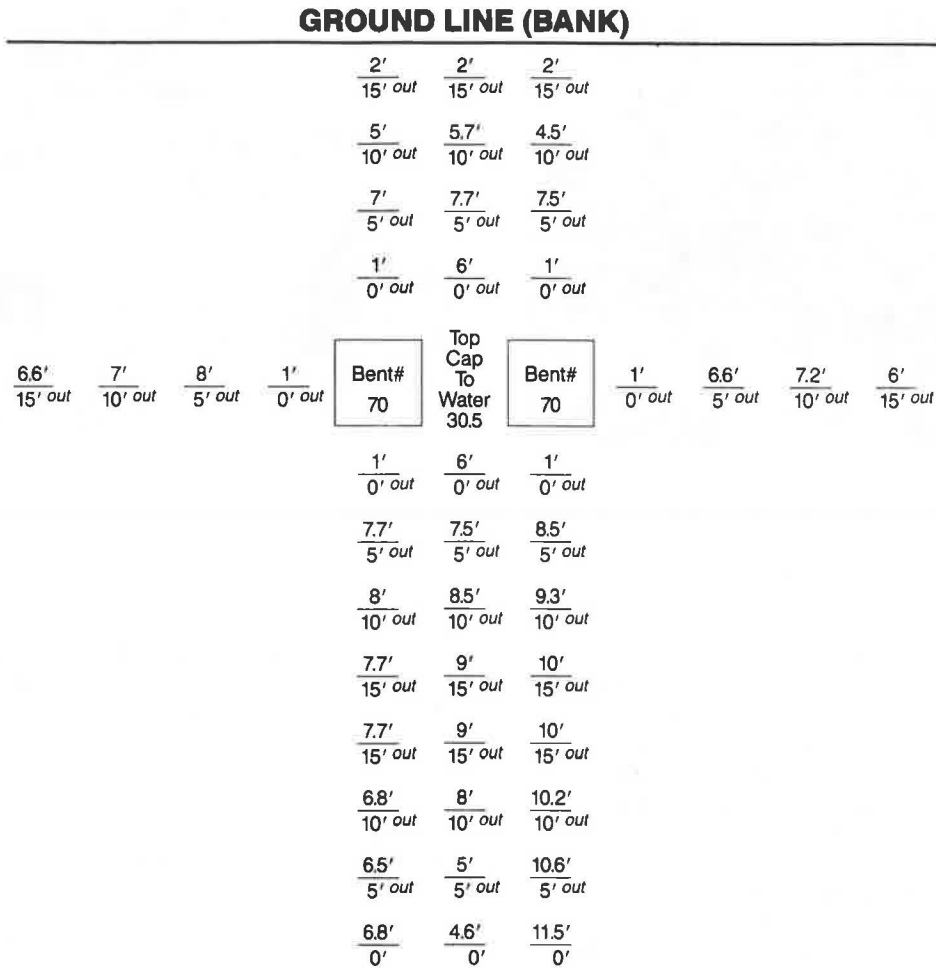 GROUND LINE (BANK)
2' 2' 2'
15' out 15' out 15' out
5' 5.7' 4.5'
10' out 10' out 10' out
7' 7.7' 7.5'
5' out 5' out 5' out
1' 6' 1'
0' out 0' out 0' out
Top
Cap
To
Water
30.5
6.6' 7' 8' 1' Bent# Bent# 1' 6.6' 7.2' 6'
15' out 10' out 5' out 0' out 70 70 0' out 5' out 10' out 15' out
1' 6' 1'
0' out 0' out 0' out
7.7' 7.5' 8.5'
5' out 5' out 5' out
8' 8.5' 9.3'
10' out 10' out 10' out
7.7' 9' 10'
15' out 15' out 15' out
7.7' 9' 10'
15' out 15' out 15' out
6.8' 8' 10.2'
10' out 10' out 10' out
6.5' 5' 10.6'
5' out 5' out 5' out
6.8' 4.6' 11.5'
0' 0' 0'